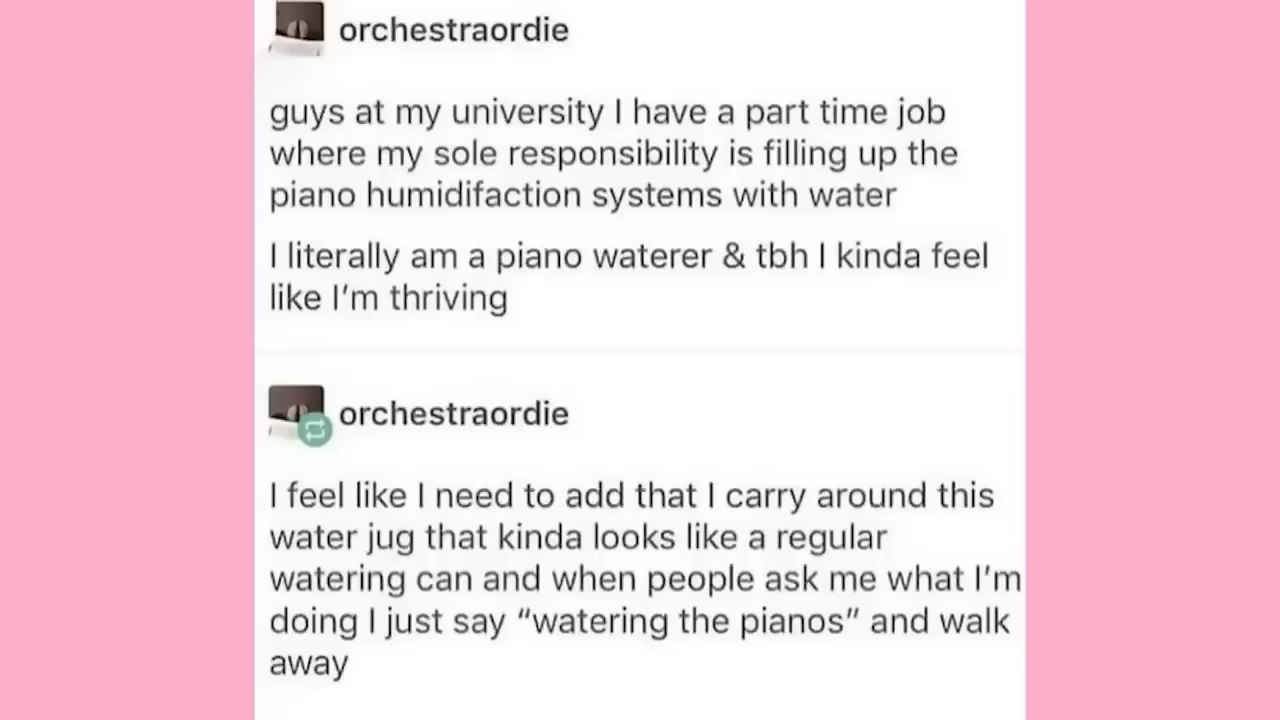 orchestraordie
guys at my university I have a part time job
where my sole responsibility is filling up the
piano humidifaction systems with water
I literally am a piano waterer & tbh I kinda feel
like I’m thriving
orchestraordie
I feel like I need to add that I carry around this
water jug that kinda looks like a regular
watering can and when people ask me what I’m
doing I just say “watering the pianos” and walk
away